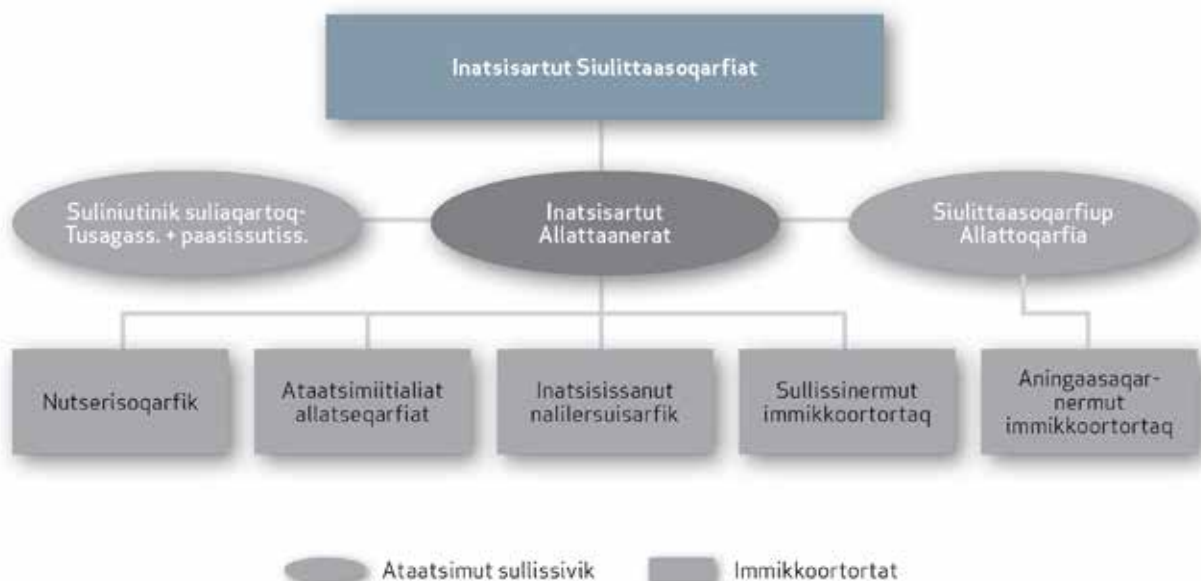 Inatsisartut Siulittaasoqarfiat
Suliniutinik suliaqartoq-
Tusagass. + paasissutiss.
Inatsisartut
Allattaanerat
Siulittaasoqarfiup
Allattoqarfia
Nutserisoqarfik
Ataatsimiitialiat
allatseqarfiat
Inatsisissanut
nalilersuisarfik
Sullissinermut
immikkoortortaq
Aningaasaqar-
nermut
immikkoortortaq
Ataatsimut sullissivik
Immikkoortortat